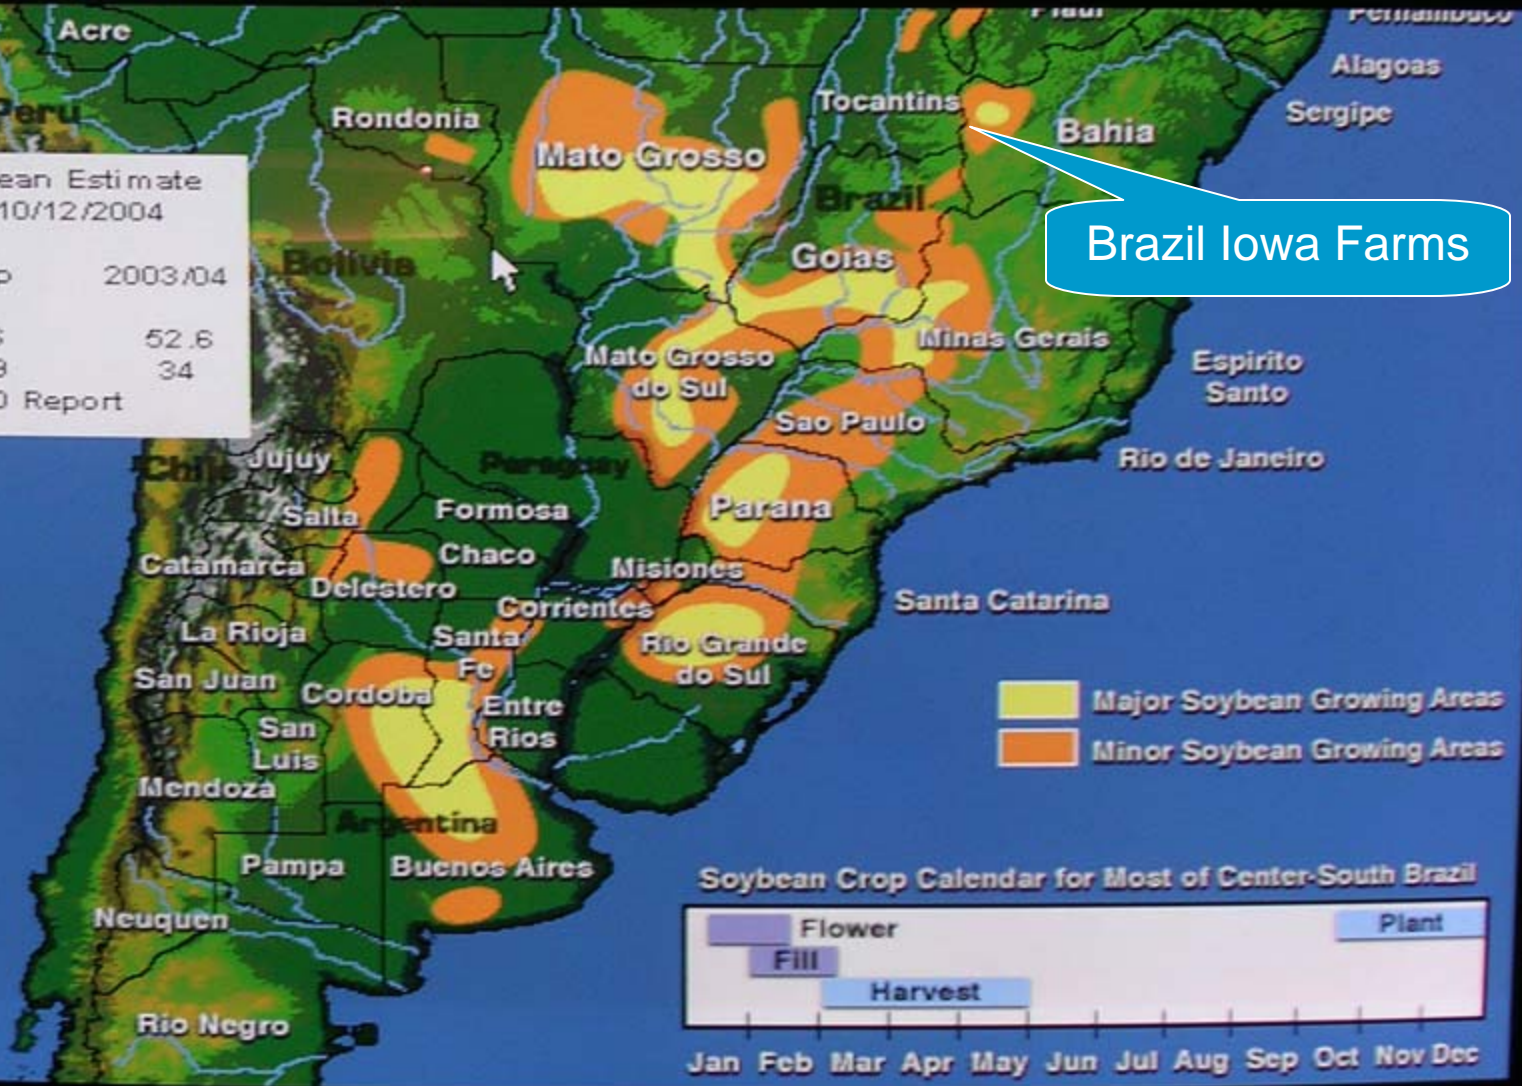 Acre
Piaui
Pernambuco
Alagoas
Sergipe
Peru
Rondonia
Tocantins
Bahia
Mato Grosso
Brazil
Brazil Iowa Farms
ean Estimate
10/12/2004
2003/04
52.6
34
Report
Bolivia
Goias
Minas Gerais
Mato Grosso
do Sul
Espirito
Santo
Sao Paulo
Rio de Janeiro
Chile
Jujuy
Paraguay
Salta
Formosa
Parana
Catamarca
Chaco
Delestero
Misiones
Corrientes
Santa Catarina
La Rioja
Santa
Fe
Rio Grande
do Sul
San Juan
Cordoba
Entre
Rios
San
Luis
Mendoza
Major Soybean Growing Areas
Minor Soybean Growing Areas
Argentina
Pampa
Buenos Aires
Neuquen
Rio Negro
Soybean Crop Calendar for Most of Center-South Brazil
Flower
Plant
Fill
Harvest
Jan Feb Mar Apr May Jun Jul Aug Sep Oct Nov Dec